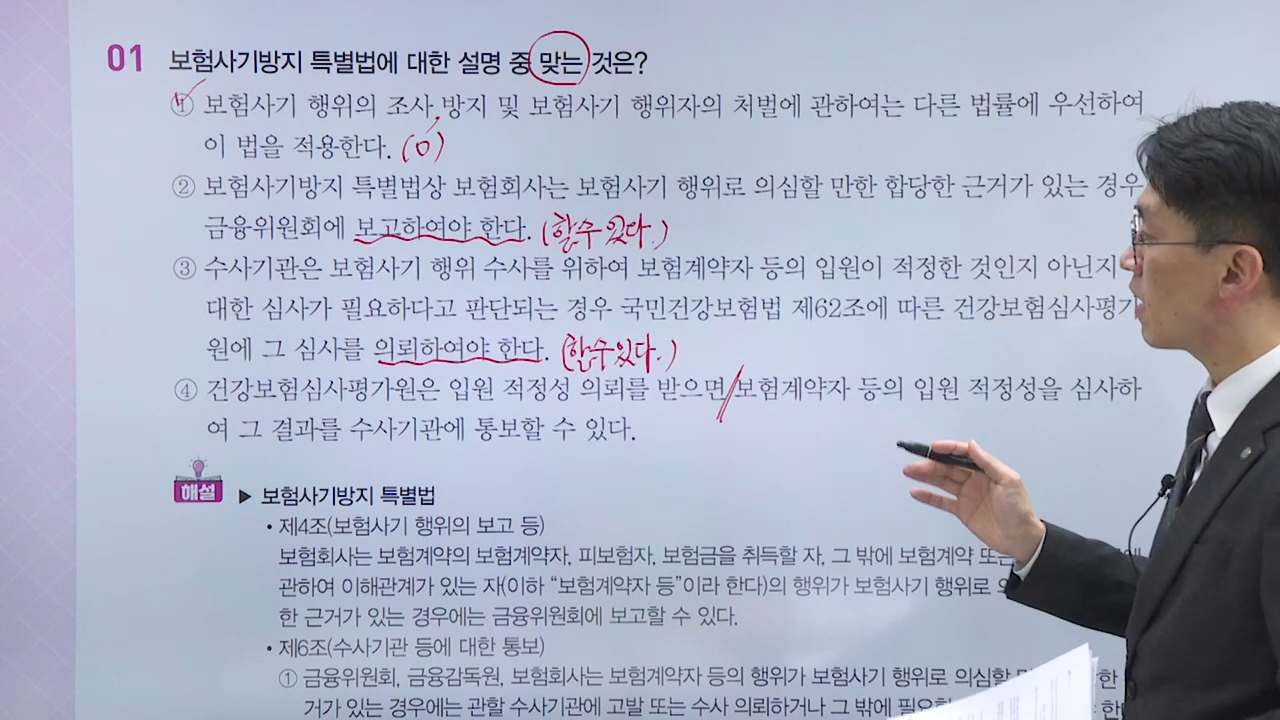 01 보험사기방지 특별법에 대한 설명 중 맞는 것은?
① 보험사기 행위의 조사, 방지 및 보험사기 행위자의 처벌에 관하여는 다른 법률에 우선하여
이 법을 적용한다. (O)
② 보험사기방지 특별법상 보험회사는 보험사기 행위로 의심할 만한 합당한 근거가 있는 경우
금융위원회에 보고하여야 한다. (할 수 있다.)
③ 수사기관은 보험사기 행위 수사를 위하여 보험계약자 등의 입원이 적정한 것인지 아닌지
대한 심사가 필요하다고 판단되는 경우 국민건강보험법 제62조에 따른 건강보험심사평가
원에 그 심사를 의뢰하여야 한다. (할 수 있다.)
④ 건강보험심사평가원은 입원 적정성 의뢰를 받으면 보험계약자 등의 입원 적정성을 심사하
여 그 결과를 수사기관에 통보할 수 있다.
해설 ▶ 보험사기방지 특별법
• 제4조(보험사기 행위의 보고 등)
보험회사는 보험계약의 보험계약자, 피보험자, 보험금을 취득할 자, 그 밖에 보험계약 또는
관하여 이해관계가 있는 자(이하 “보험계약자 등”이라 한다)의 행위가 보험사기 행위로
한 근거가 있는 경우에는 금융위원회에 보고할 수 있다.
• 제6조(수사기관 등에 대한 통보)
① 금융위원회, 금융감독원, 보험회사는 보험계약자 등의 행위가 보험사기 행위로 의심할 한
거가 있는 경우에는 관할 수사기관에 고발 또는 수사 의뢰하거나 그 밖에 필요